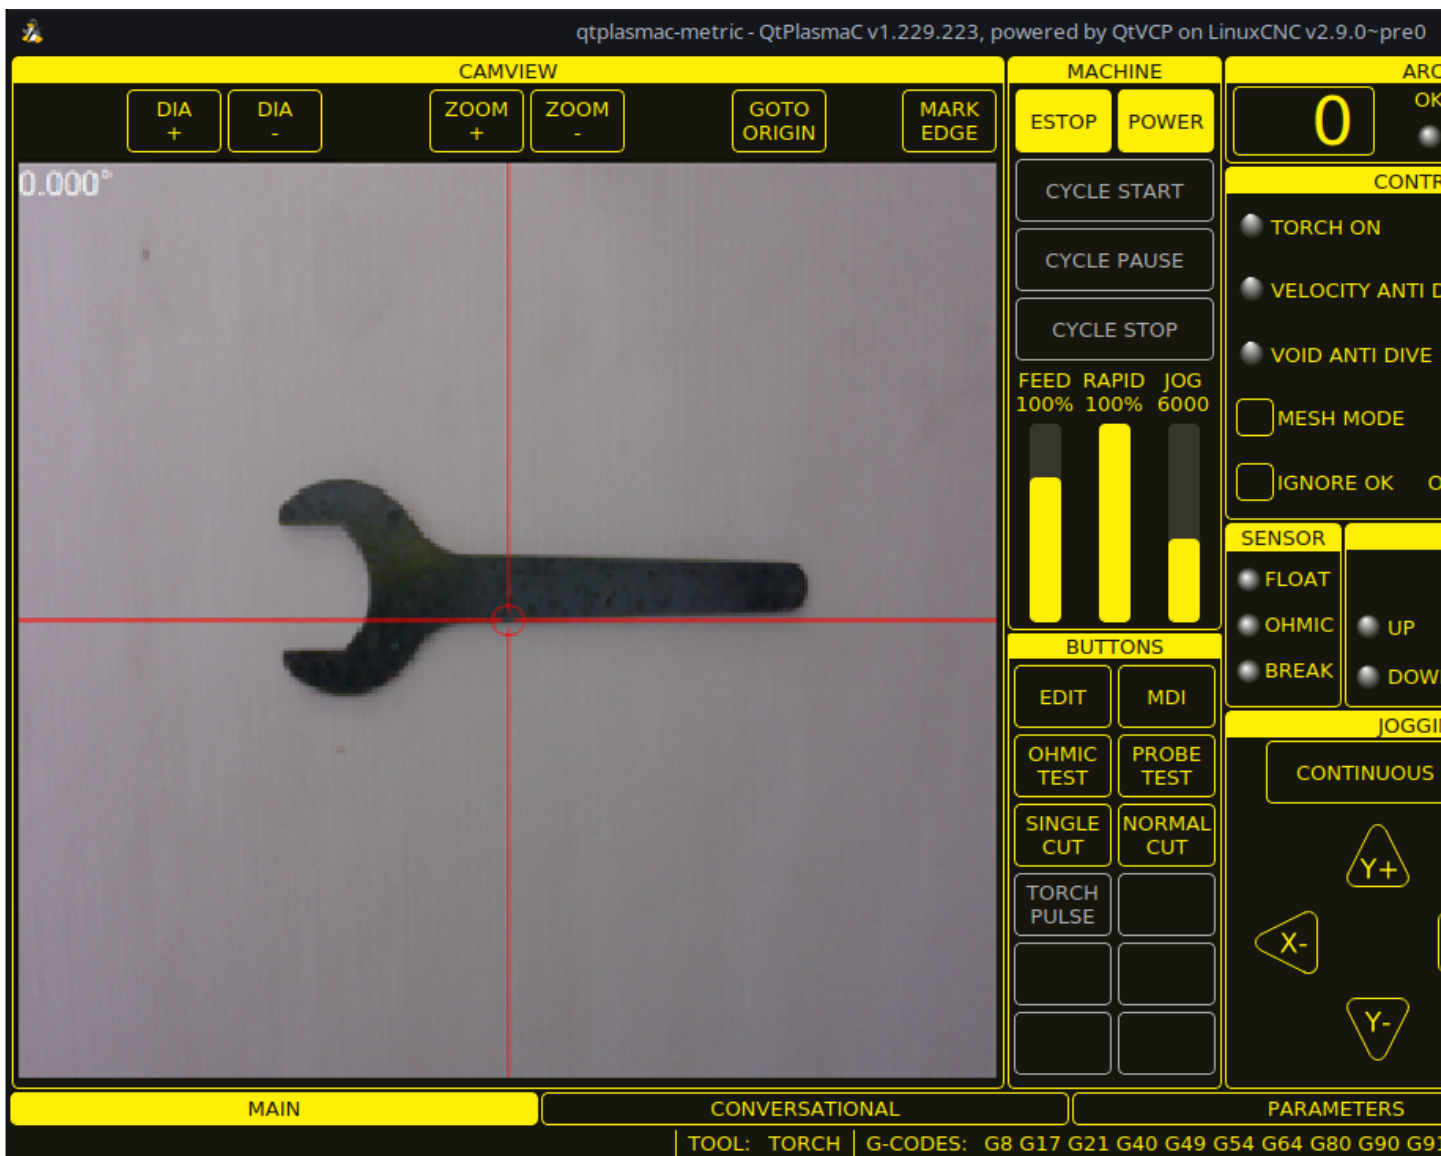 qtplasmac-metric - QtPlasmaC v1.229.223, powered by QtVCP on LinuxCNC v2.9.0~pre0
CAMVIEW
DIA
+
DIA
-
ZOOM
+
ZOOM
-
GOTO
ORIGIN
MARK
EDGE
0.000°
MACHINE
ESTOP
POWER
CYCLE START
CYCLE PAUSE
CYCLE STOP
FEED RAPID JOG
100% 100% 6000
BUTTONS
EDIT
MDI
OHMIC
TEST
PROBE
TEST
SINGLE
CUT
NORMAL
CUT
TORCH
PULSE
ARC
0
OK
CONTR
TORCH ON
VELOCITY ANTI D
VOID ANTI DIVE
MESH MODE
IGNORE OK O
SENSOR
FLOAT
OHMIC
BREAK
UP
DOW
JOGGI
CONTINUOUS
Y+
X-
Y-
MAIN
CONVERSATIONAL
PARAMETERS
TOOL: TORCH
G-CODES: G8 G17 G21 G40 G49 G54 G64 G80 G90 G91